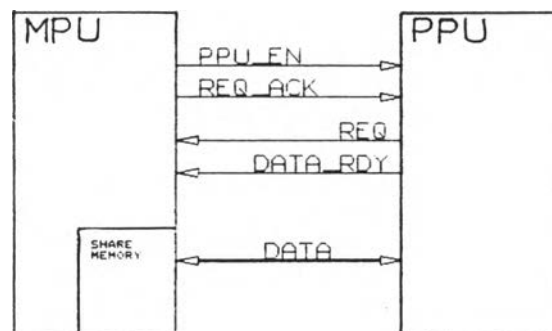 MPU
PPU
PPU_EN
REQ_ACK
REQ
DATA_RDY
SHARE
MEMORY
DATA